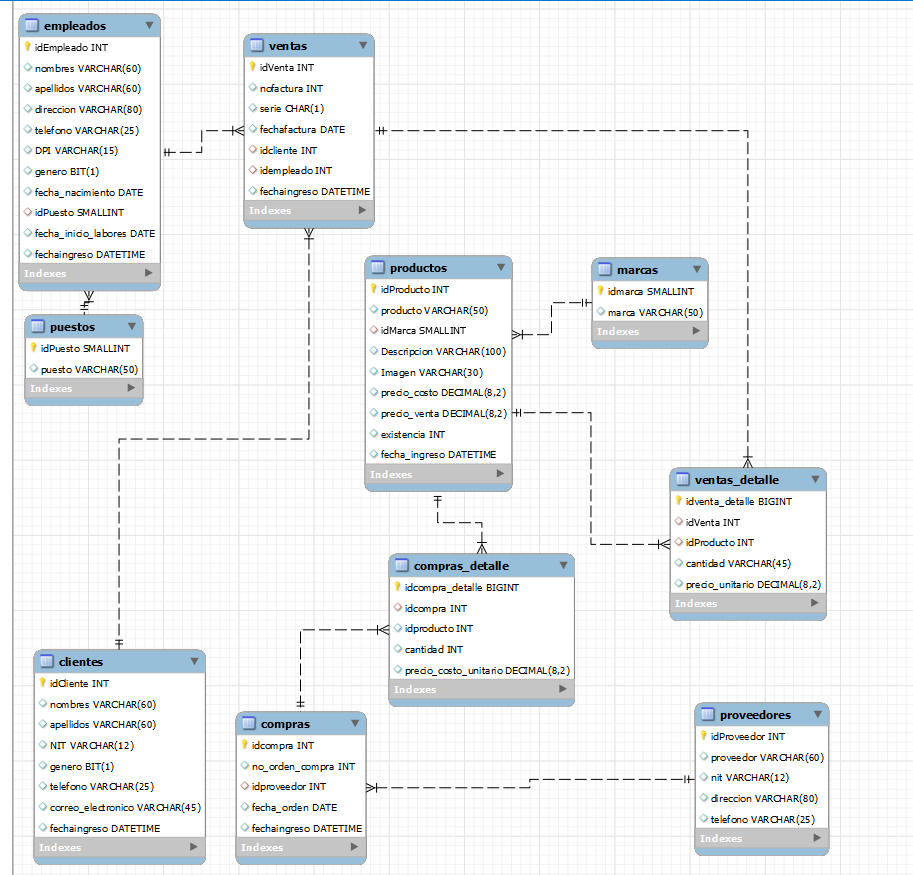 empleados
idEmpleado INT
nombres VARCHAR(60)
apellidos VARCHAR(60)
direccion VARCHAR(80)
telefono VARCHAR(25)
DPI VARCHAR(15)
genero BIT(1)
fecha_nacimiento DATE
idPuesto SMALLINT
fecha_inicio_labores DATE
fechaingreso DATETIME
Indexes
puestos
idPuesto SMALLINT
puesto VARCHAR(50)
Indexes
ventas
idVenta INT
nofactura INT
serie CHAR(1)
fechafactura DATE
idcliente INT
idempleado INT
fechaingreso DATETIME
Indexes
productos
idProducto INT
producto VARCHAR(50)
idMarca SMALLINT
Descripcion VARCHAR(100)
Imagen VARCHAR(30)
precio_costo DECIMAL(8,2)
precio_venta DECIMAL(8,2)
existencia INT
fecha_ingreso DATETIME
Indexes
marcas
idmarca SMALLINT
marca VARCHAR(50)
Indexes
ventas_detalle
idventa_detalle BIGINT
idVenta INT
idProducto INT
cantidad VARCHAR(45)
precio_unitario DECIMAL(8,2)
Indexes
compras_detalle
idcompra_detalle BIGINT
idcompra INT
idproducto INT
cantidad INT
precio_costo_unitario DECIMAL(8,2)
Indexes
clientes
idCliente INT
nombres VARCHAR(60)
apellidos VARCHAR(60)
NIT VARCHAR(12)
genero BIT(1)
telefono VARCHAR(25)
correo_electronico VARCHAR(45)
fechaingreso DATETIME
Indexes
compras
idcompra INT
no_orden_compra INT
idproveedor INT
fecha_orden DATE
fechaingreso DATETIME
Indexes
proveedores
idProveedor INT
proveedor VARCHAR(60)
nit VARCHAR(12)
direccion VARCHAR(80)
telefono VARCHAR(25)
Indexes